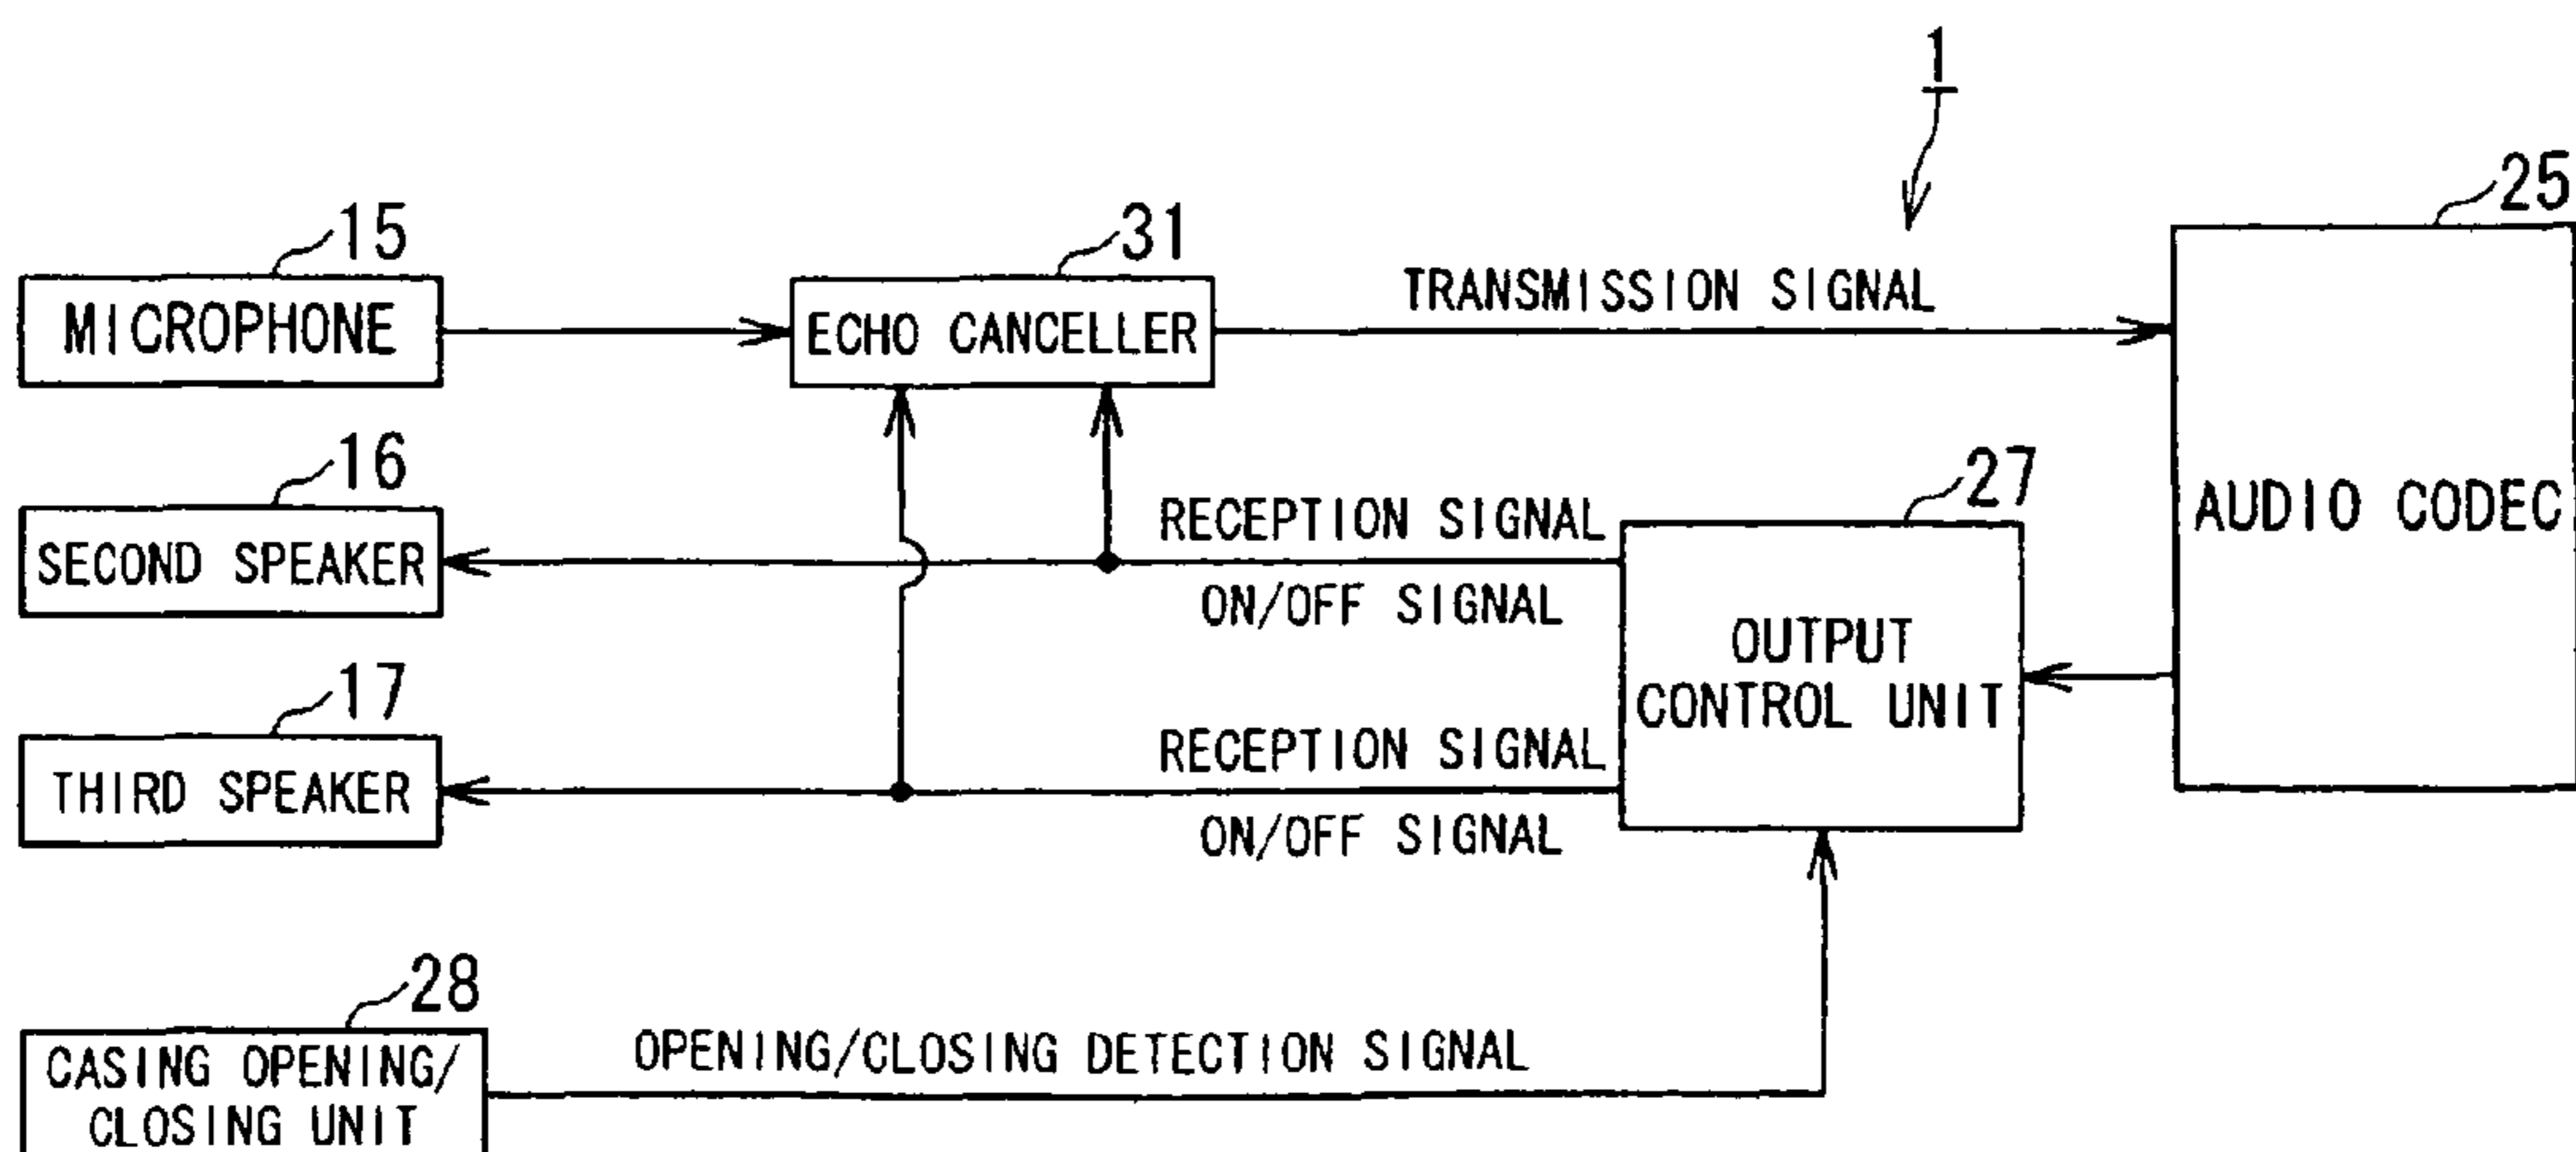 1
25
15
31
MICROPHONE
ECHO CANCELLER
TRANSMISSION SIGNAL
AUDIO CODEC
16
27
SECOND SPEAKER
RECEPTION SIGNAL
ON/OFF SIGNAL
OUTPUT
CONTROL UNIT
17
THIRD SPEAKER
RECEPTION SIGNAL
ON/OFF SIGNAL
28
CASING OPENING/
CLOSING UNIT
OPENING/CLOSING DETECTION SIGNAL